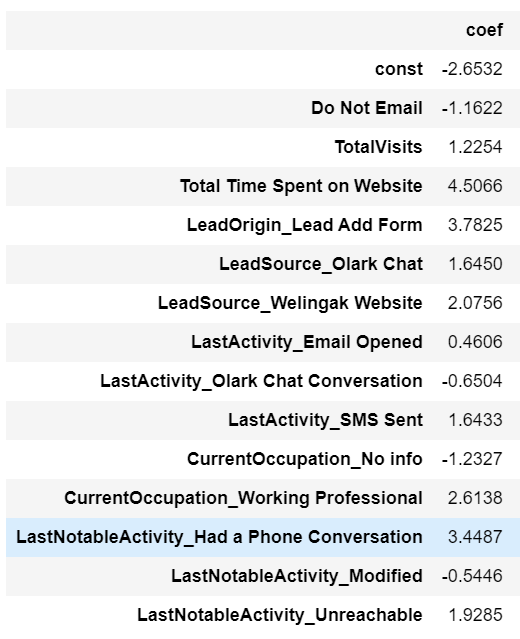 coef
const -2.6532
Do Not Email -1.1622
TotalVisits 1.2254
Total Time Spent on Website 4.5066
LeadOrigin_Lead Add Form 3.7825
LeadSource_Olark Chat 1.6450
LeadSource_Welingak Website 2.0756
LastActivity_Email Opened 0.4606
LastActivity_Olark Chat Conversation -0.6504
LastActivity_SMS Sent 1.6433
CurrentOccupation_No info -1.2327
CurrentOccupation_Working Professional 2.6138
LastNotableActivity_Had a Phone Conversation 3.4487
LastNotableActivity_Modified -0.5446
LastNotableActivity_Unreachable 1.9285